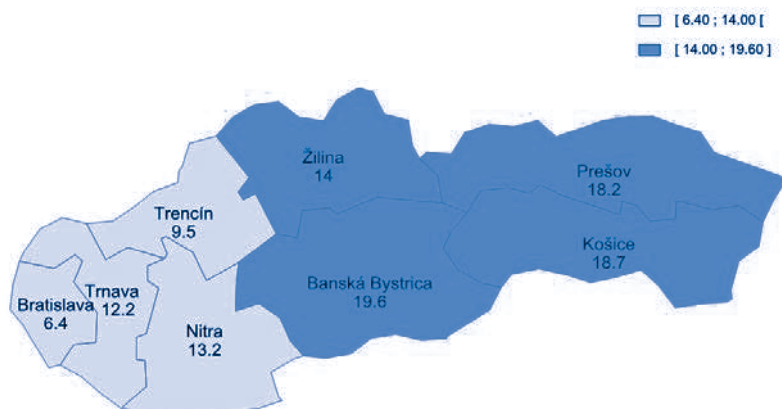 [ 6.40 ; 14.00 [
[ 14.00 ; 19.60 ]
Žilina
14
Prešov
18.2
Trencín
9.5
Košice
18.7
Banská Bystrica
19.6
Bratislava
6.4
Trnava
12.2
Nitra
13.2